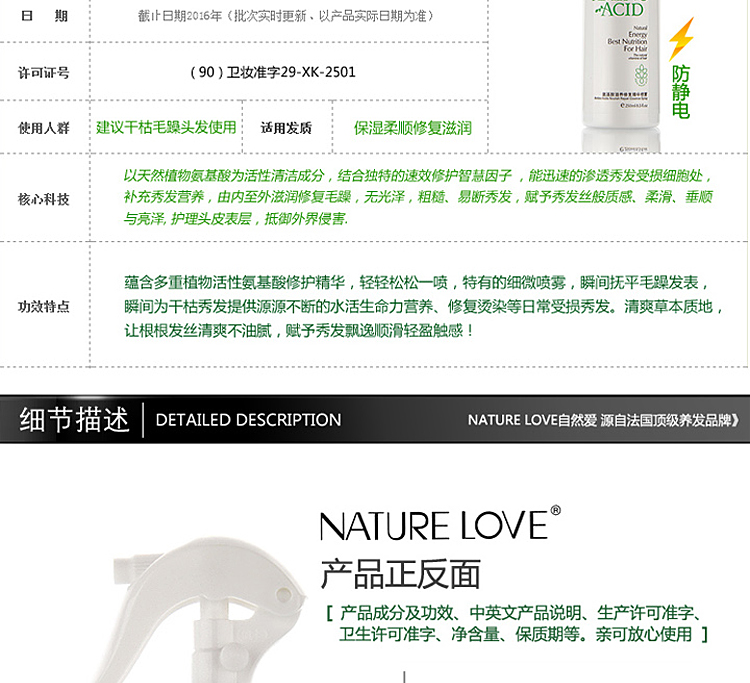 日 期
截止日期2016年（批次实时更新、以产品实际日期为准）
ACID
Natural
Energy
Best Nutrition
For Hair
防静电
许可证号
（90）卫妆准字29-XK-2501
使用人群
建议干枯毛躁头发使用
适用发质
保湿柔顺修复滋润
核心科技
以天然植物氨基酸为活性清洁成分，结合独特的速效修护智慧因子，能迅速的渗透秀发受损细胞处，
补充秀发营养，由内至外滋润修复毛躁，无光泽，粗糙、易断秀发，赋予秀发丝般质感、柔滑、垂顺
与亮泽, 护理头皮表层，抵御外界侵害.
功效特点
蕴含多重植物活性氨基酸修护精华，轻轻松松一喷，特有的细微喷雾，瞬间抚平毛躁发表，
瞬间为干枯秀发提供源源不断的水活生命力营养、修复烫染等日常受损秀发。清爽草本质地，
让根根发丝清爽不油腻，赋予秀发飘逸顺滑轻盈触感！
细节描述
DETAILED DESCRIPTION
NATURE LOVE自然爱 源自法国顶级养发品牌》
NATURE LOVE®
产品正反面
[ 产品成分及功效、中英文产品说明、生产许可准字、
卫生许可准字、净含量、保质期等。亲可放心使用 ]